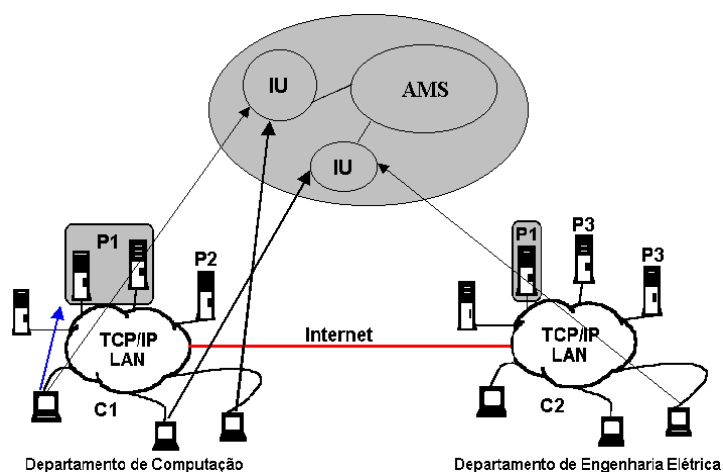 IU
AMS
IU
P1
P2
P1
P3
P3
TCP/IP
LAN
Internet
TCP/IP
LAN
C1
C2
Departamento de Computação
Departamento de Engenharia Elétrica